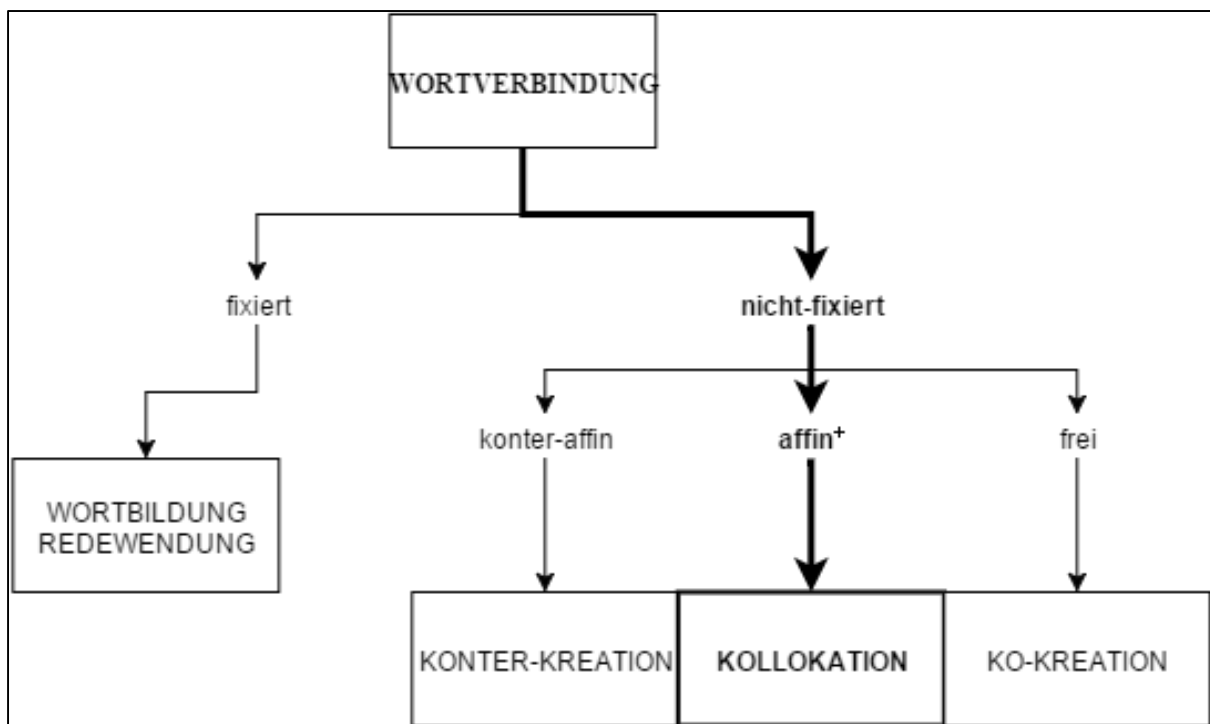 WORTVERBINDUNG
fixiert
nicht-fixiert
konter-affin
affin⁺
frei
WORTBILDUNG
REDEWENDUNG
KONTER-KREATION
KOLLOKATION
KO-KREATION